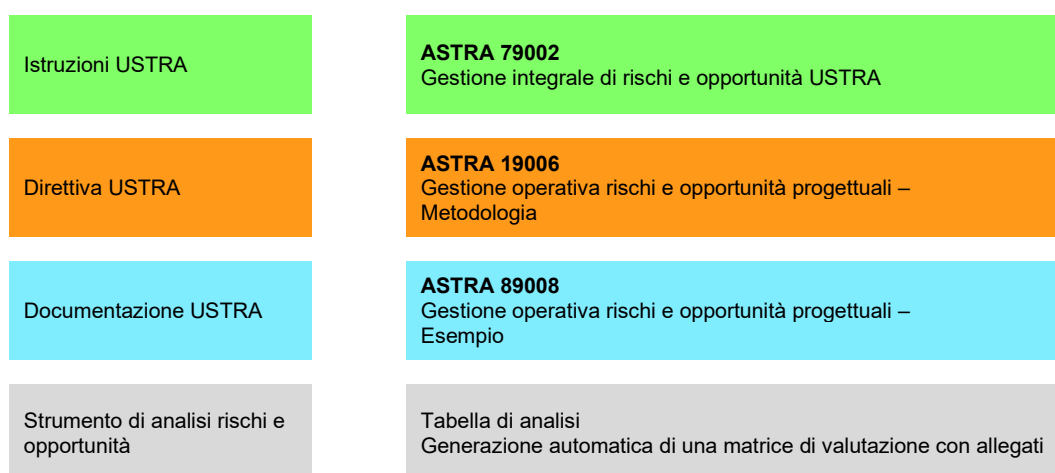 Istruzioni USTRA
ASTRA 79002
Gestione integrale di rischi e opportunità USTRA
Direttiva USTRA
ASTRA 19006
Gestione operativa rischi e opportunità progettuali –
Metodologia
Documentazione USTRA
ASTRA 89008
Gestione operativa rischi e opportunità progettuali –
Esempio
Strumento di analisi rischi e
opportunità
Tabella di analisi
Generazione automatica di una matrice di valutazione con allegati